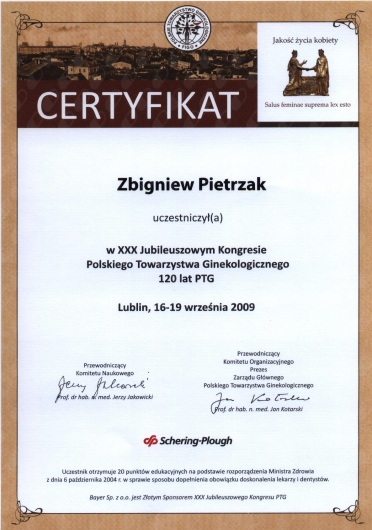 Jakość życia kobiety
Salus feminae suprema lex esto
FIGO
CERTYFIKAT
Zbigniew Pietrzak
uczestniczył(a)
w XXX Jubileuszowym Kongresie
Polskiego Towarzystwa Ginekologicznego
120 lat PTG
Lublin, 16-19 września 2009
Przewodniczący
Komitetu Naukowego
Prof. dr hab. n. med. Jerzy Jakowicki
Przewodniczący
Komitetu Organizacyjnego
Prezes
Zarządu Głównego
Polskiego Towarzystwa Ginekologicznego
Prof. dr hab. n. med. Jan Kotarski
Schering-Plough
Uczestnik otrzymuje 20 punktów edukacyjnych na podstawie rozporządzenia Ministra Zdrowia
z dnia 6 października 2004 r. w sprawie sposobu dopełnienia obowiązku doskonalenia lekarzy i dentystów.
Bayer Sp. z o.o. jest Złotym Sponsorem XXX Jubileuszowego Kongresu PTG